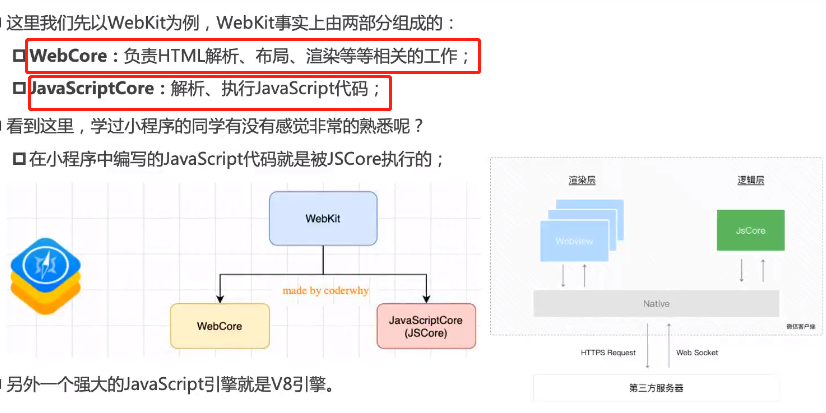 这里我们先以WebKit为例，WebKit事实上由两部分组成的：
WebCore：负责HTML解析、布局、渲染等等相关的工作；
JavaScriptCore：解析、执行JavaScript代码；
看到这里，学过小程序的同学有没有感觉非常的熟悉呢？
在小程序中编写的JavaScript代码就是被JSCore执行的；
WebKit
made by coderwhy
WebCore
JavaScriptCore
(JSCore)
渲染层
逻辑层
Webview
JsCore
Native
微信客户端
HTTPS Request
Web Socket
第三方服务器
另外一个强大的JavaScript引擎就是V8引擎。